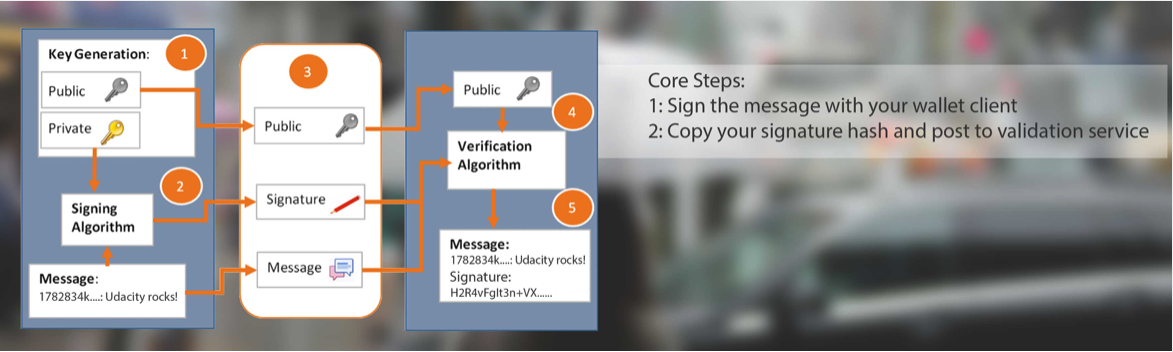 Key Generation:
1
Public
Private
2
Signing
Algorithm
Message:
1782834k....: Udacity rocks!
3
Public
Signature
Message
Public
4
Verification
Algorithm
5
Message:
1782834k....: Udacity rocks!
Signature:
H2R4vFgIt3n+VX......
Core Steps:
1: Sign the message with your wallet client
2: Copy your signature hash and post to validation service